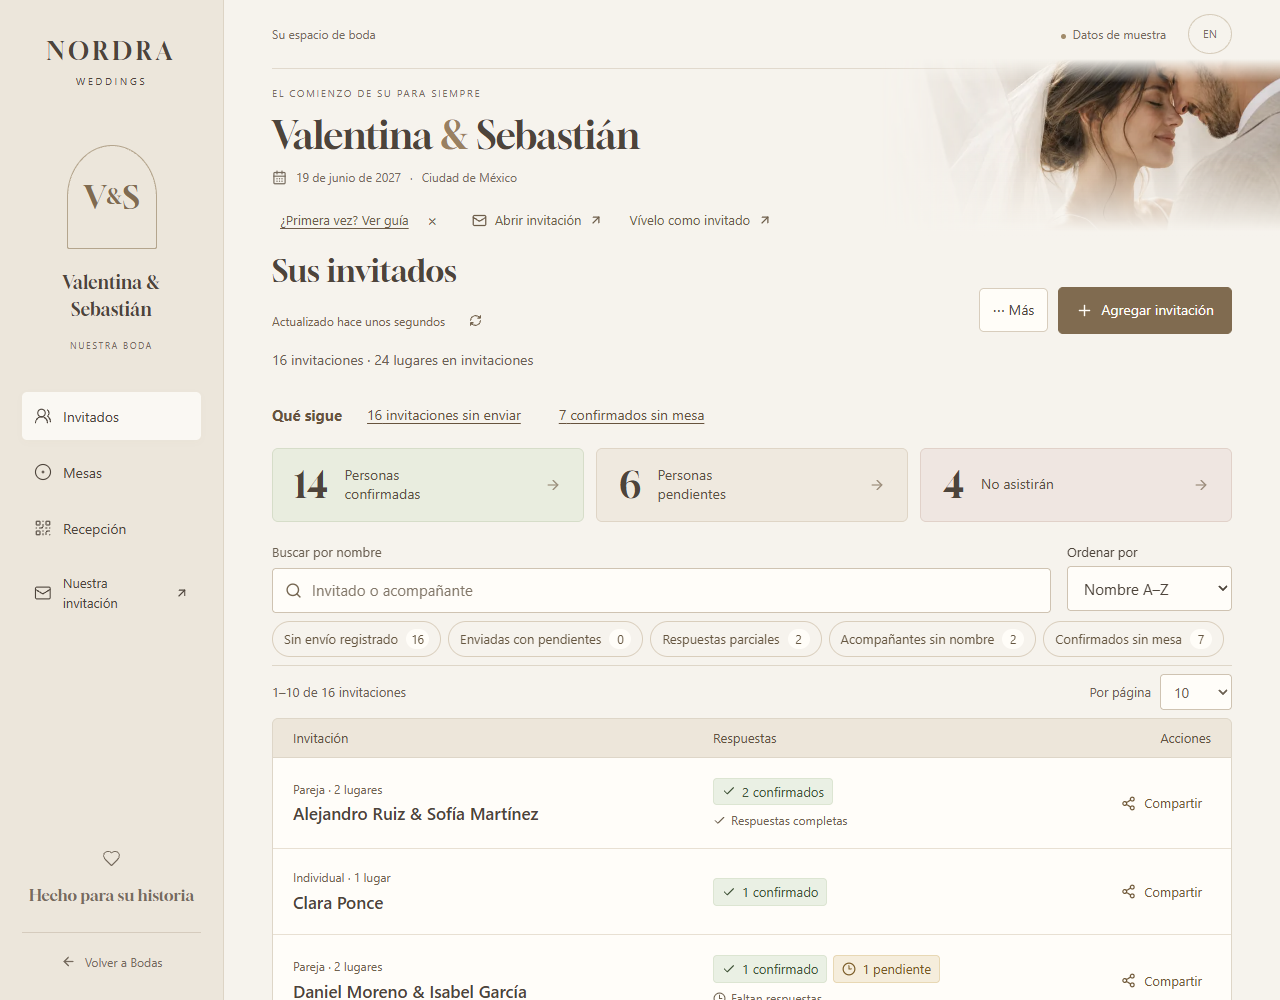 NORDRA
WEDDINGS
V&S
Valentina &
Sebastián
NUESTRA BODA
Invitados
Mesas
Recepción
Nuestra
invitación
Hecho para su historia
Volver a Bodas
Su espacio de boda
Datos de muestra
EN
EL COMIENZO DE SU PARA SIEMPRE
Valentina & Sebastián
19 de junio de 2027 · Ciudad de México
¿Primera vez? Ver guía ×
Abrir invitación
Vívelo como invitado
Sus invitados
Actualizado hace unos segundos
16 invitaciones · 24 lugares en invitaciones
··· Más
+ Agregar invitación
Qué sigue 16 invitaciones sin enviar 7 confirmados sin mesa
14 Personas
confirmadas
6 Personas
pendientes
4 No asistirán
Buscar por nombre
Invitado o acompañante
Ordenar por
Nombre A–Z
Sin envío registrado 16
Enviadas con pendientes 0
Respuestas parciales 2
Acompañantes sin nombre 2
Confirmados sin mesa 7
1–10 de 16 invitaciones
Por página 10
Invitación Respuestas Acciones
Pareja · 2 lugares
Alejandro Ruiz & Sofía Martínez
2 confirmados
Respuestas completas
Compartir
Individual · 1 lugar
Clara Ponce
1 confirmado
Compartir
Pareja · 2 lugares
Daniel Moreno & Isabel García
1 confirmado
1 pendiente
Faltan respuestas
Compartir